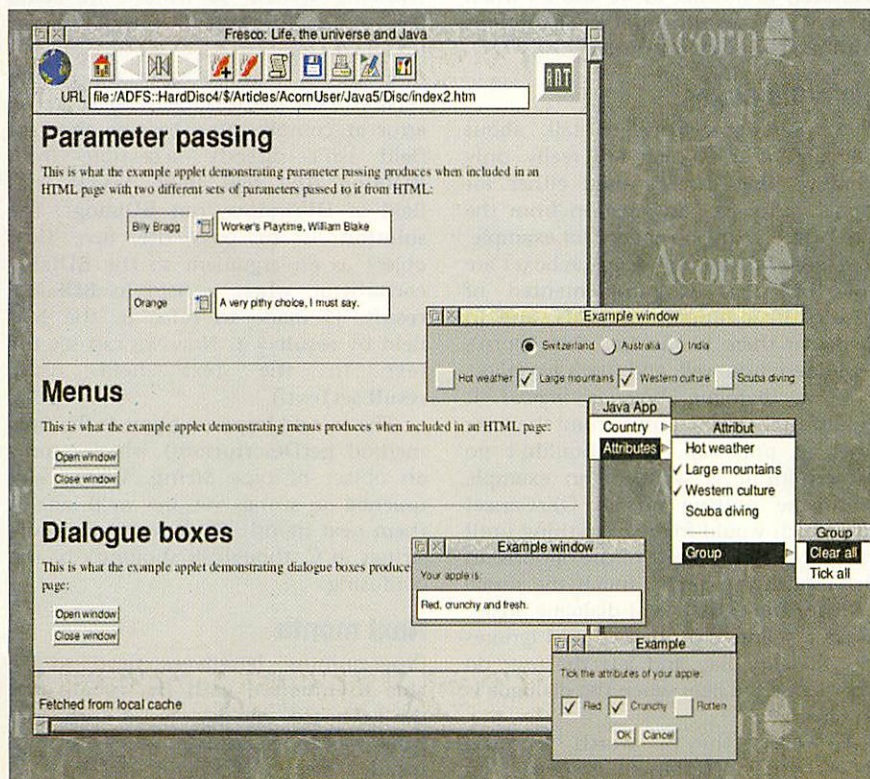 Fresco: Life, the universe and Java
Acorn
ANT
URL file:/ADFS::HardDisc4/$/Articles/AcornUser/Java5/Disc/index2.htm
Parameter passing
This is what the example applet demonstrating parameter passing produces when included in an
HTML page with two different sets of parameters passed to it from HTML:
Billy Bragg
Worker's Playtime, William Blake
Orange
A very pithy choice, I must say.
Acorn
Example window
Switzerland Australia India
Hot weather Large mountains Western culture Scuba diving
Menus
This is what the example applet demonstrating menus produces when included in an HTML page:
Open window
Close window
Java App
Country
Attributes
Attribut
Hot weather
Large mountains
Western culture
Scuba diving
Group
Group
Clear all
Tick all
Dialogue boxes
This is what the example applet demonstrating dialogue boxes produce
page:
Open window
Close window
Example window
Your apple is:
Red, crunchy and fresh.
Example
Tick the attributes of your apple:
Red Crunchy Rotten
OK Cancel
Fetched from local cache